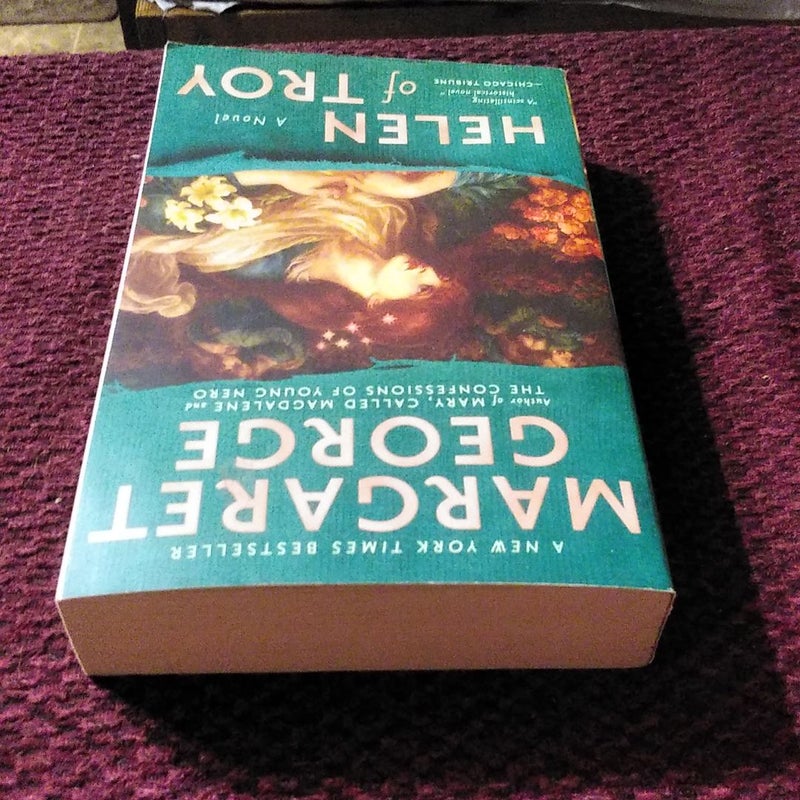 A NEW YORK TIMES BESTSELLER
MARGARET
GEORGE
Author of MARY, CALLED MAGDALENE and
THE CONFESSIONS OF YOUNG NERO
HELEN
of TROY
A Novel
"A scintillating
historical novel"
—CHICAGO TRIBUNE